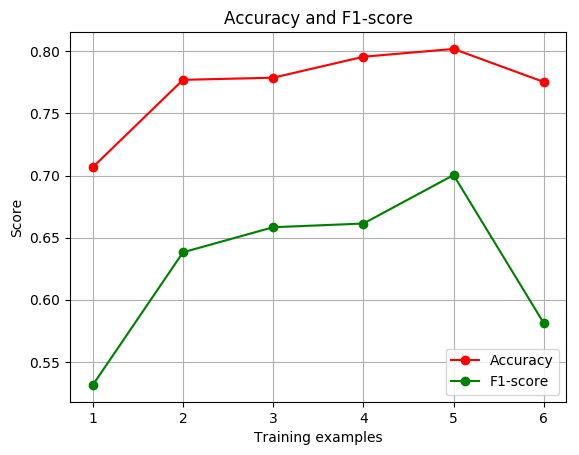 Accuracy and F1-score
0.80
0.75
0.70
0.65
0.60
0.55
Score
1 2 3 4 5 6
Training examples
Accuracy
F1-score